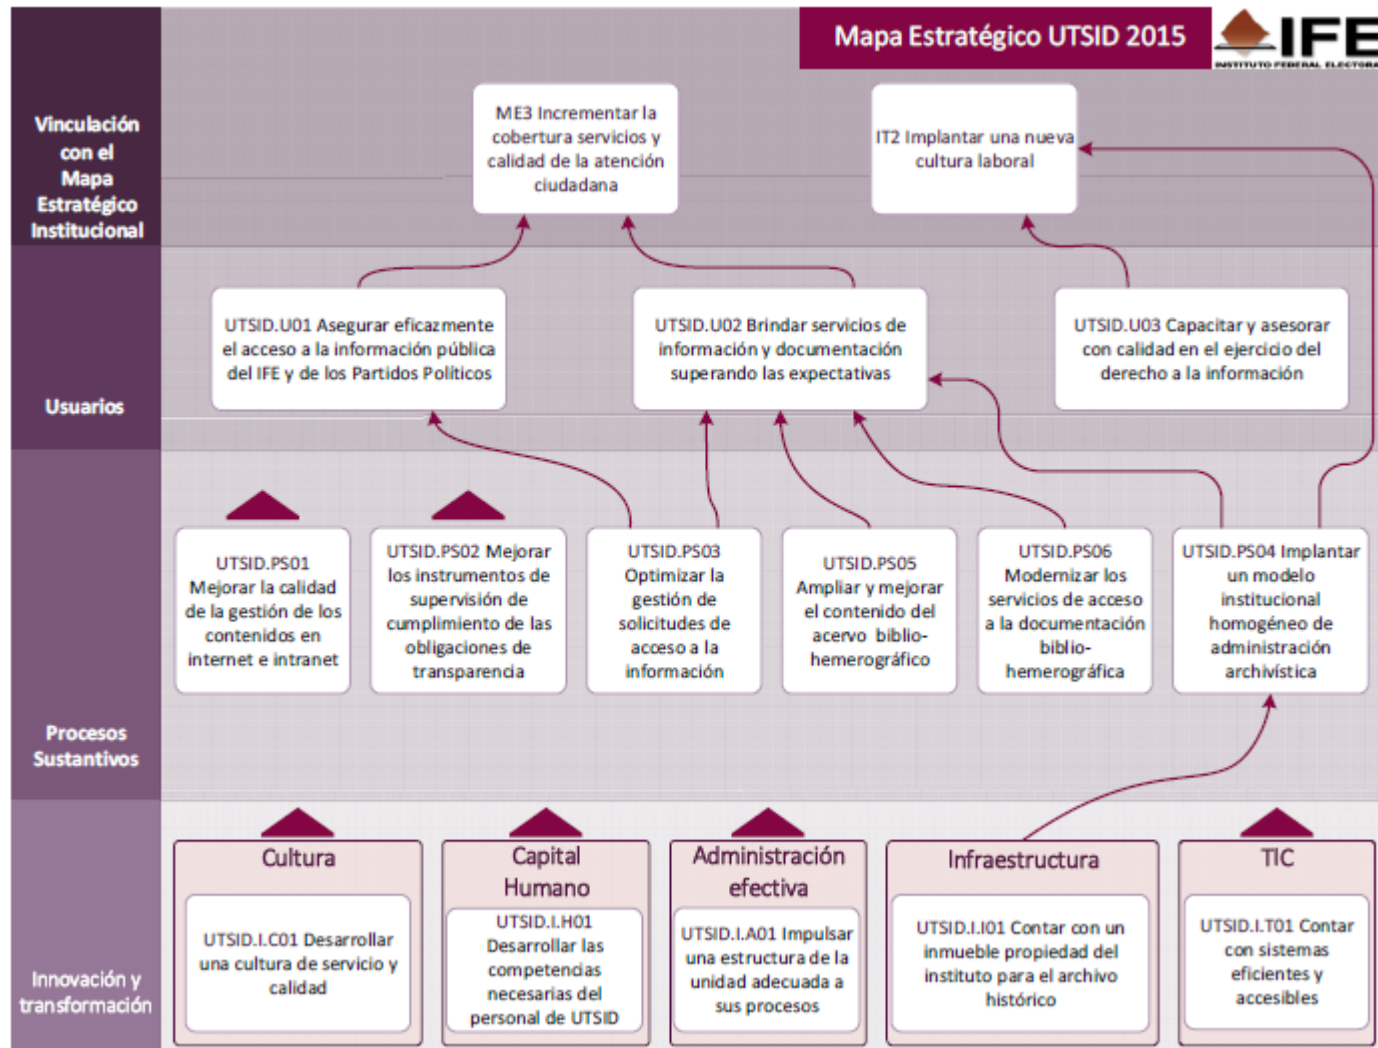 Mapa Estratégico UTSID 2015
IFE
INSTITUTO FEDERAL ELECTORAL
Vinculación
con el
Mapa
Estratégico
Institucional
ME3 Incrementar la
cobertura servicios y
calidad de la atención
ciudadana
IT2 Implantar una nueva
cultura laboral
Usuarios
UTSID.U01 Asegurar eficazmente
el acceso a la información pública
del IFE y de los Partidos Políticos
UTSID.U02 Brindar servicios de
información y documentación
superando las expectativas
UTSID.U03 Capacitar y asesorar
con calidad en el ejercicio del
derecho a la información
Procesos
Sustantivos
UTSID.PS01
Mejorar la calidad
de la gestión de los
contenidos en
internet e intranet
UTSID.PS02 Mejorar
los instrumentos de
supervisión de
cumplimiento de las
obligaciones de
transparencia
UTSID.PS03
Optimizar la
gestión de
solicitudes de
acceso a la
información
UTSID.PS05
Ampliar y mejorar
el contenido del
acervo biblio-
hemerográfico
UTSID.PS06
Modernizar los
servicios de acceso
a la documentación
biblio-
hemerográfica
UTSID.PS04 Implantar
un modelo
institucional
homogéneo de
administración
archivística
Innovación y
transformación
Cultura
UTSID.I.C01 Desarrollar
una cultura de servicio y
calidad
Capital
Humano
UTSID.I.H01
Desarrollar las
competencias
necesarias del
personal de UTSID
Administración
efectiva
UTSID.I.A01 Impulsar
una estructura de la
unidad adecuada a
sus procesos
Infraestructura
UTSID.I.I01 Contar con un
inmueble propiedad del
instituto para el archivo
histórico
TIC
UTSID.I.T01 Contar
con sistemas
eficientes y
accesibles